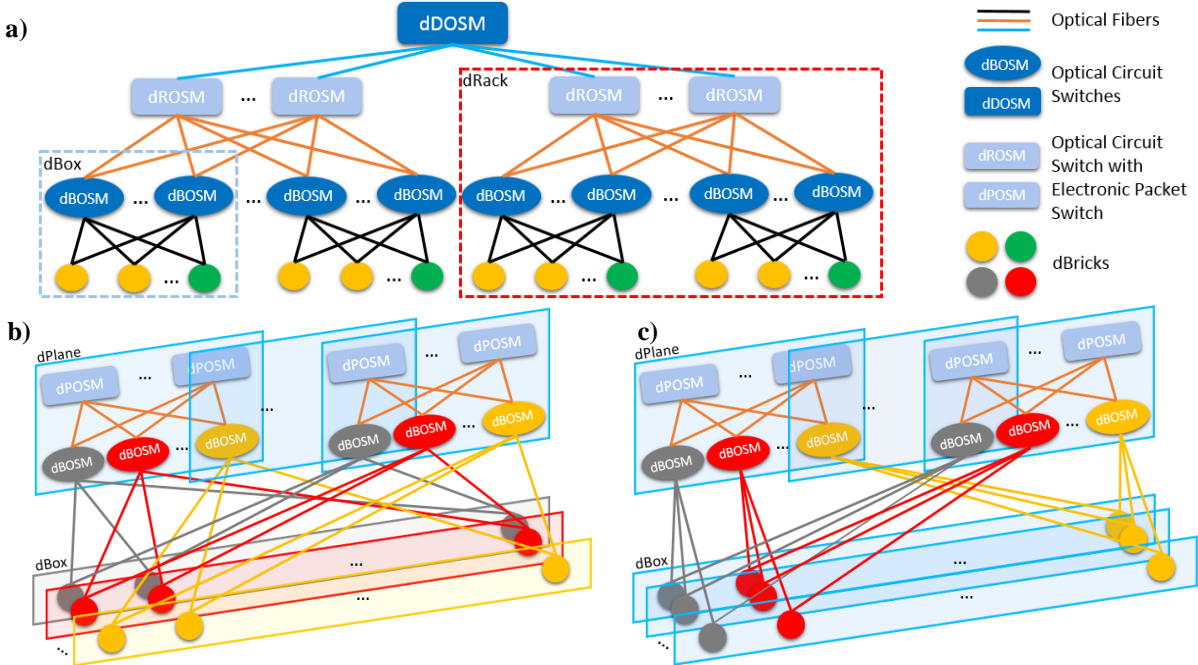 a)
dDOSM
dROSM ... dROSM
dRack
dROSM ... dROSM
dBox
dBOSM ... dBOSM ... dBOSM ... dBOSM
dBOSM ... dBOSM ... dBOSM ... dBOSM
...
...
...
...
Optical Fibers
dBOSM
dDOSM
Optical Circuit
Switches
dROSM
dPOSM
Optical Circuit
Switch with
Electronic Packet
Switch
dBricks
b)
dPlane
dPOSM ... dPOSM
dPOSM ... dPOSM
...
dBOSM dBOSM ... dBOSM
dBOSM dBOSM ... dBOSM
dBox
...
...
...
c)
dPlane
dPOSM ... dPOSM
dPOSM ... dPOSM
...
dBOSM dBOSM ... dBOSM
dBOSM dBOSM ... dBOSM
dBox
...
...
...